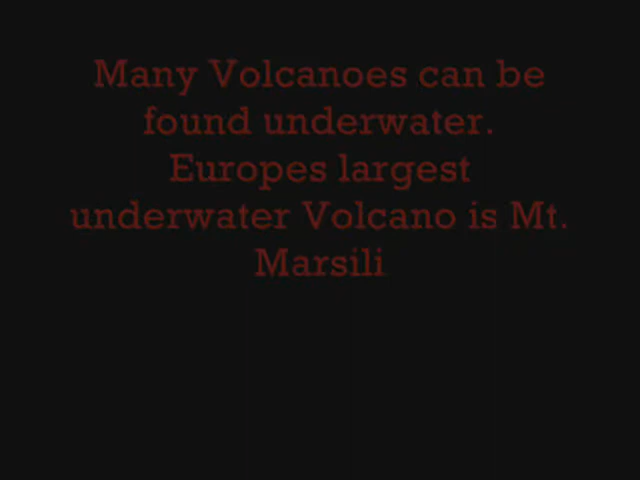 Many Volcanoes can be
found underwater.
Europes largest
underwater Volcano is Mt.
Marsili